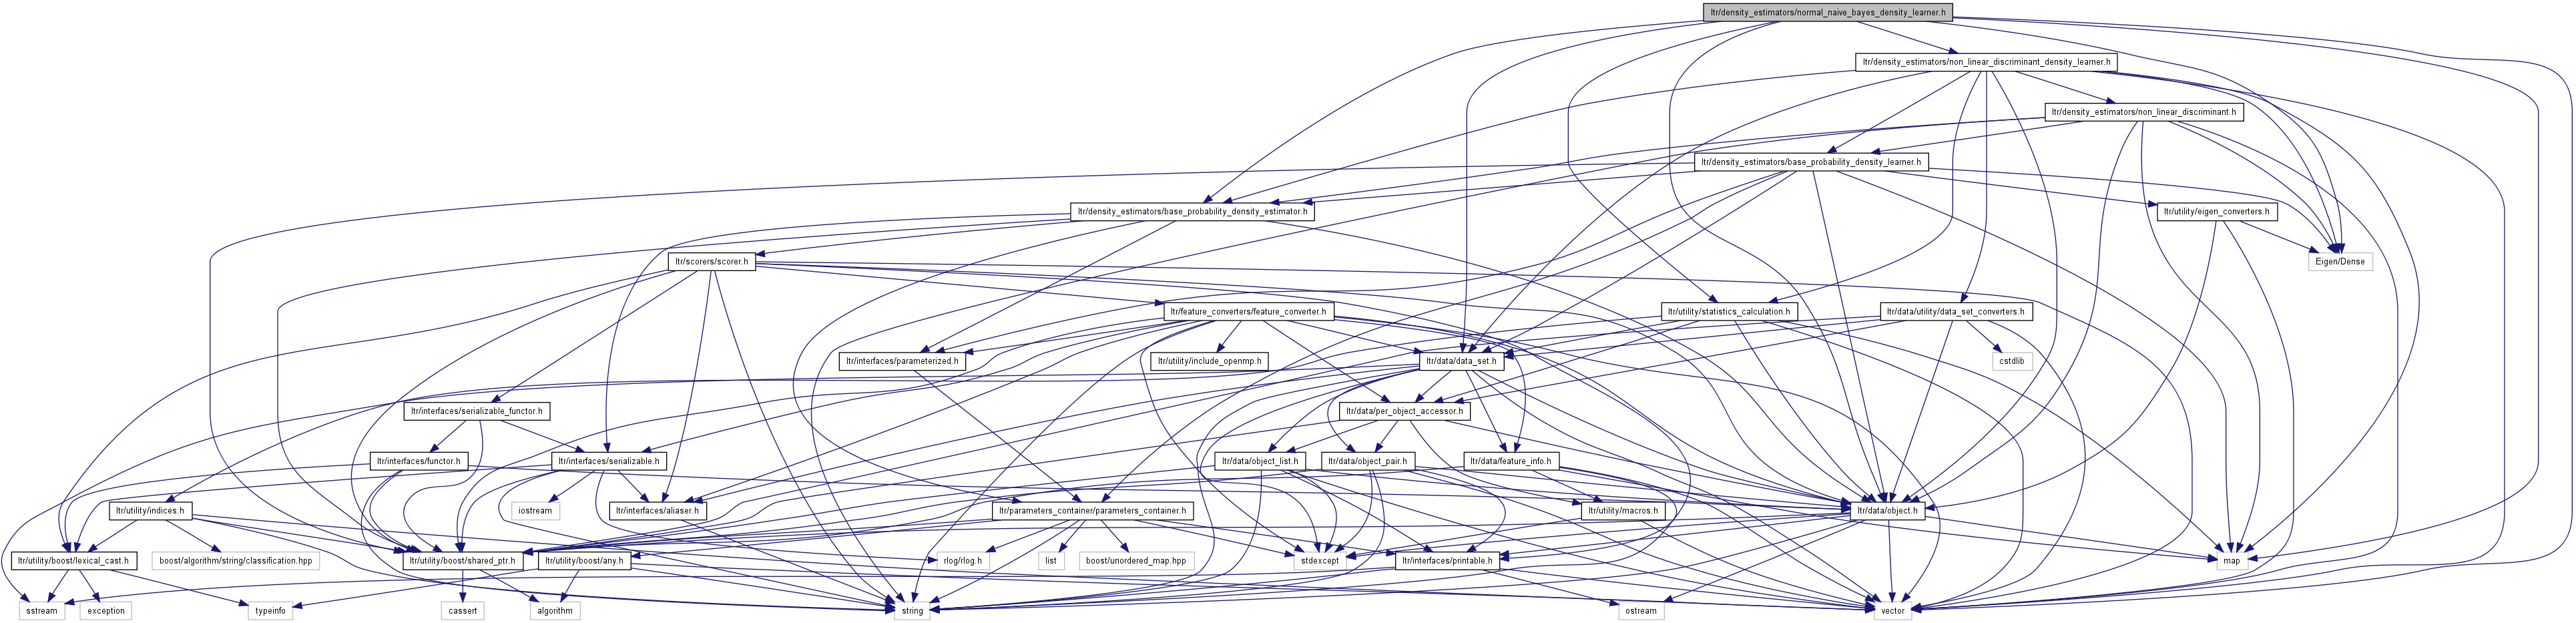 ltr/density_estimators/normal_naive_bayes_density_learner.h
ltr/density_estimators/non_linear_discriminant_density_learner.h
ltr/density_estimators/non_linear_discriminant.h
ltr/density_estimators/base_probability_density_learner.h
ltr/density_estimators/base_probability_density_estimator.h
ltr/utility/eigen_converters.h
ltr/scorers/scorer.h
Eigen/Dense
ltr/feature_converters/feature_converter.h
ltr/utility/statistics_calculation.h
ltr/data/utility/data_set_converters.h
ltr/interfaces/parameterized.h
ltr/utility/include_openmp.h
ltr/data/data_set.h
cstdlib
ltr/interfaces/serializable_functor.h
ltr/data/per_object_accessor.h
ltr/interfaces/functor.h
ltr/interfaces/serializable.h
ltr/data/object_list.h
ltr/data/object_pair.h
ltr/data/feature_info.h
ltr/utility/indices.h
iostream
ltr/interfaces/aliaser.h
ltr/parameters_container/parameters_container.h
ltr/utility/macros.h
ltr/data/object.h
ltr/utility/boost/lexical_cast.h
boost/algorithm/string/classification.hpp
ltr/utility/boost/shared_ptr.h
ltr/utility/boost/any.h
rlog/rlog.h
list
boost/unordered_map.hpp
stdexcept
ltr/interfaces/printable.h
map
sstream
exception
typeinfo
cassert
algorithm
string
ostream
vector